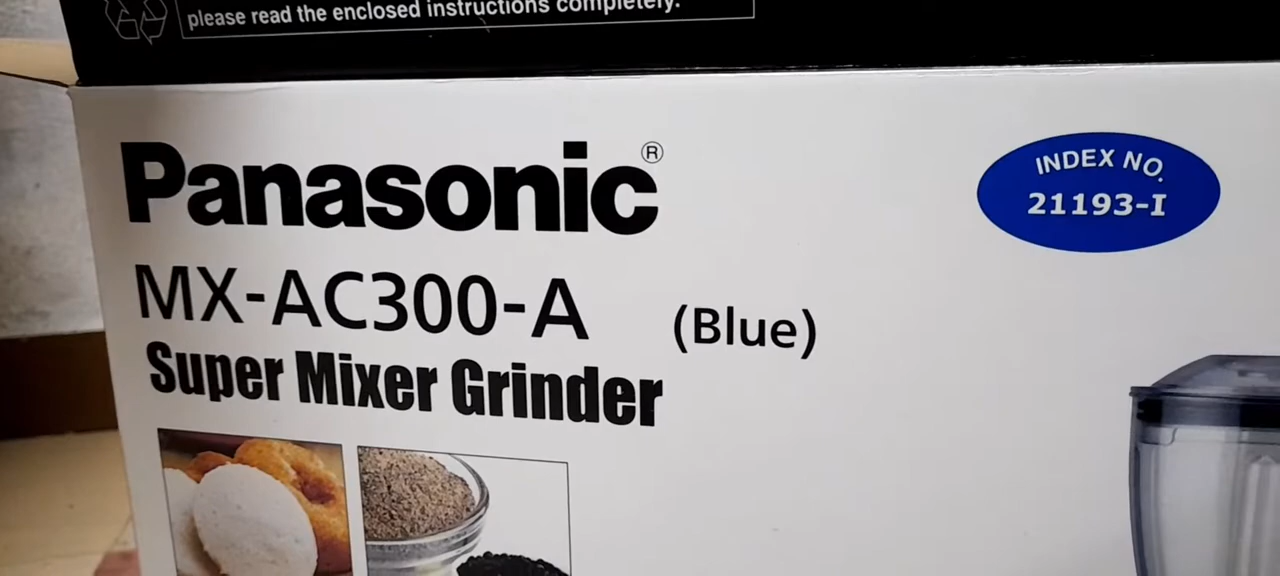 please read the enclosed instructions completely.
Panasonic®
INDEX NO.
21193-I
MX-AC300-A (Blue)
Super Mixer Grinder